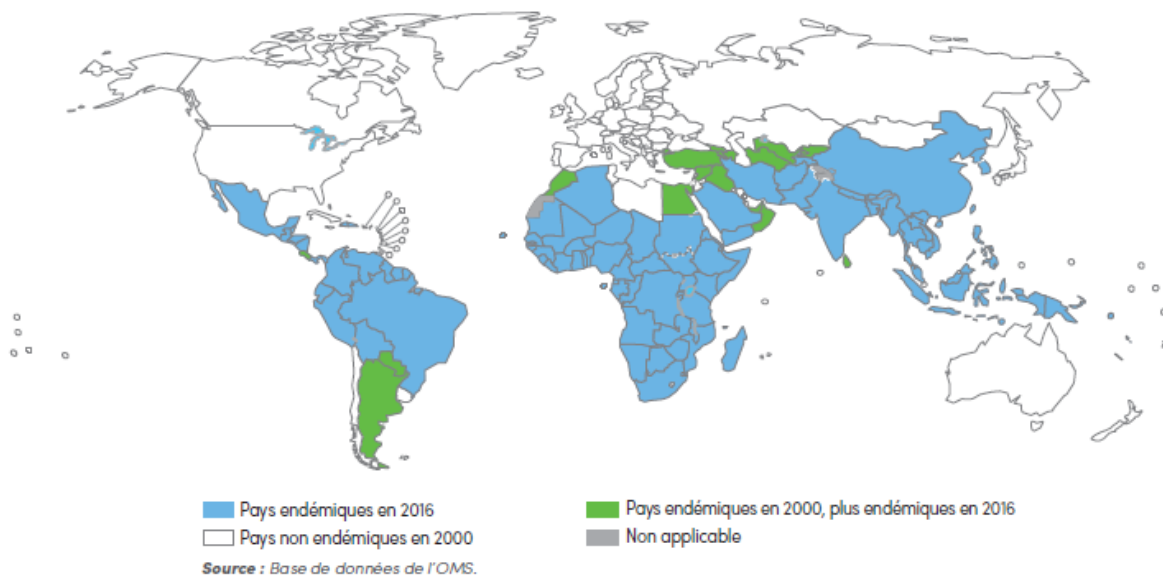 Pays endémiques en 2016
Pays endémiques en 2000, plus endémiques en 2016
Pays non endémiques en 2000
Non applicable
Source : Base de données de l'OMS.